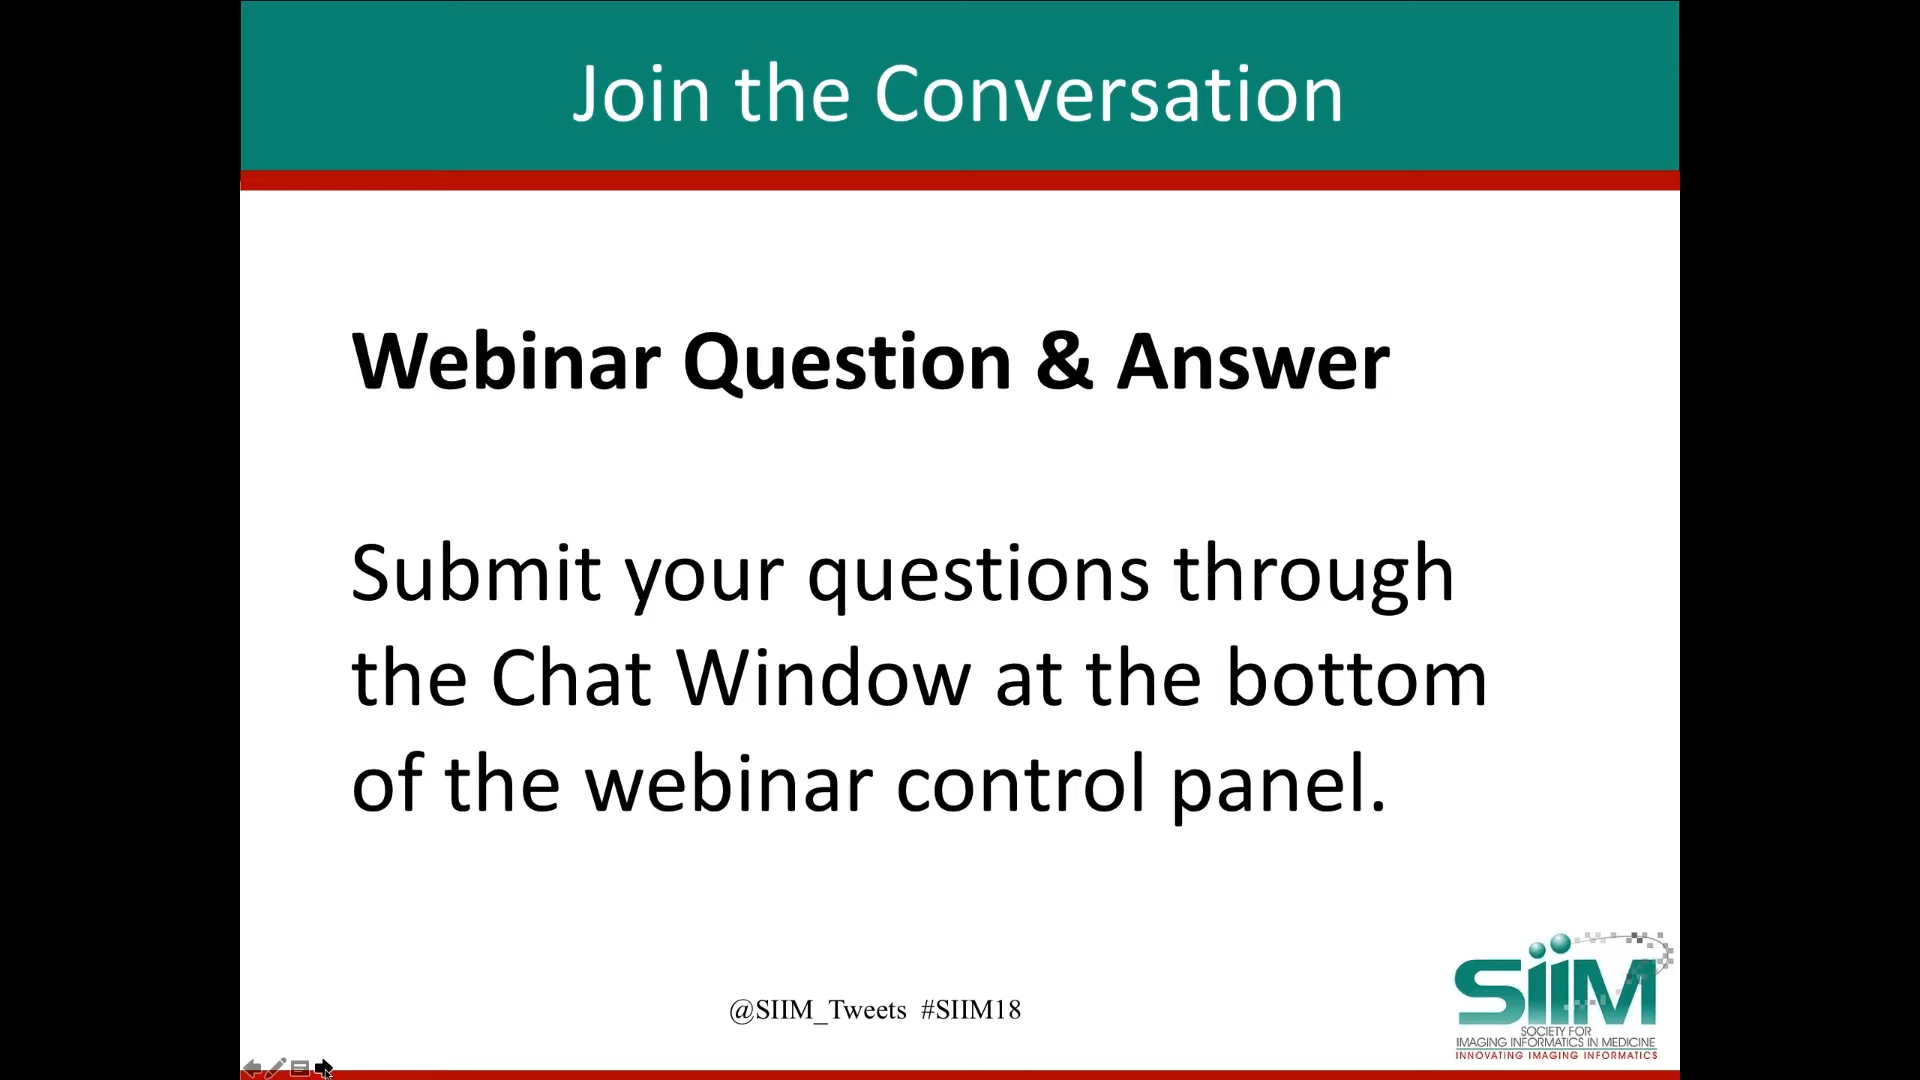 Join the Conversation
Webinar Question & Answer
Submit your questions through
the Chat Window at the bottom
of the webinar control panel.
@SIIM_Tweets #SIIM18
SiiM
SOCIETY FOR
IMAGING INFORMATICS IN MEDICINE
INNOVATING IMAGING INFORMATICS